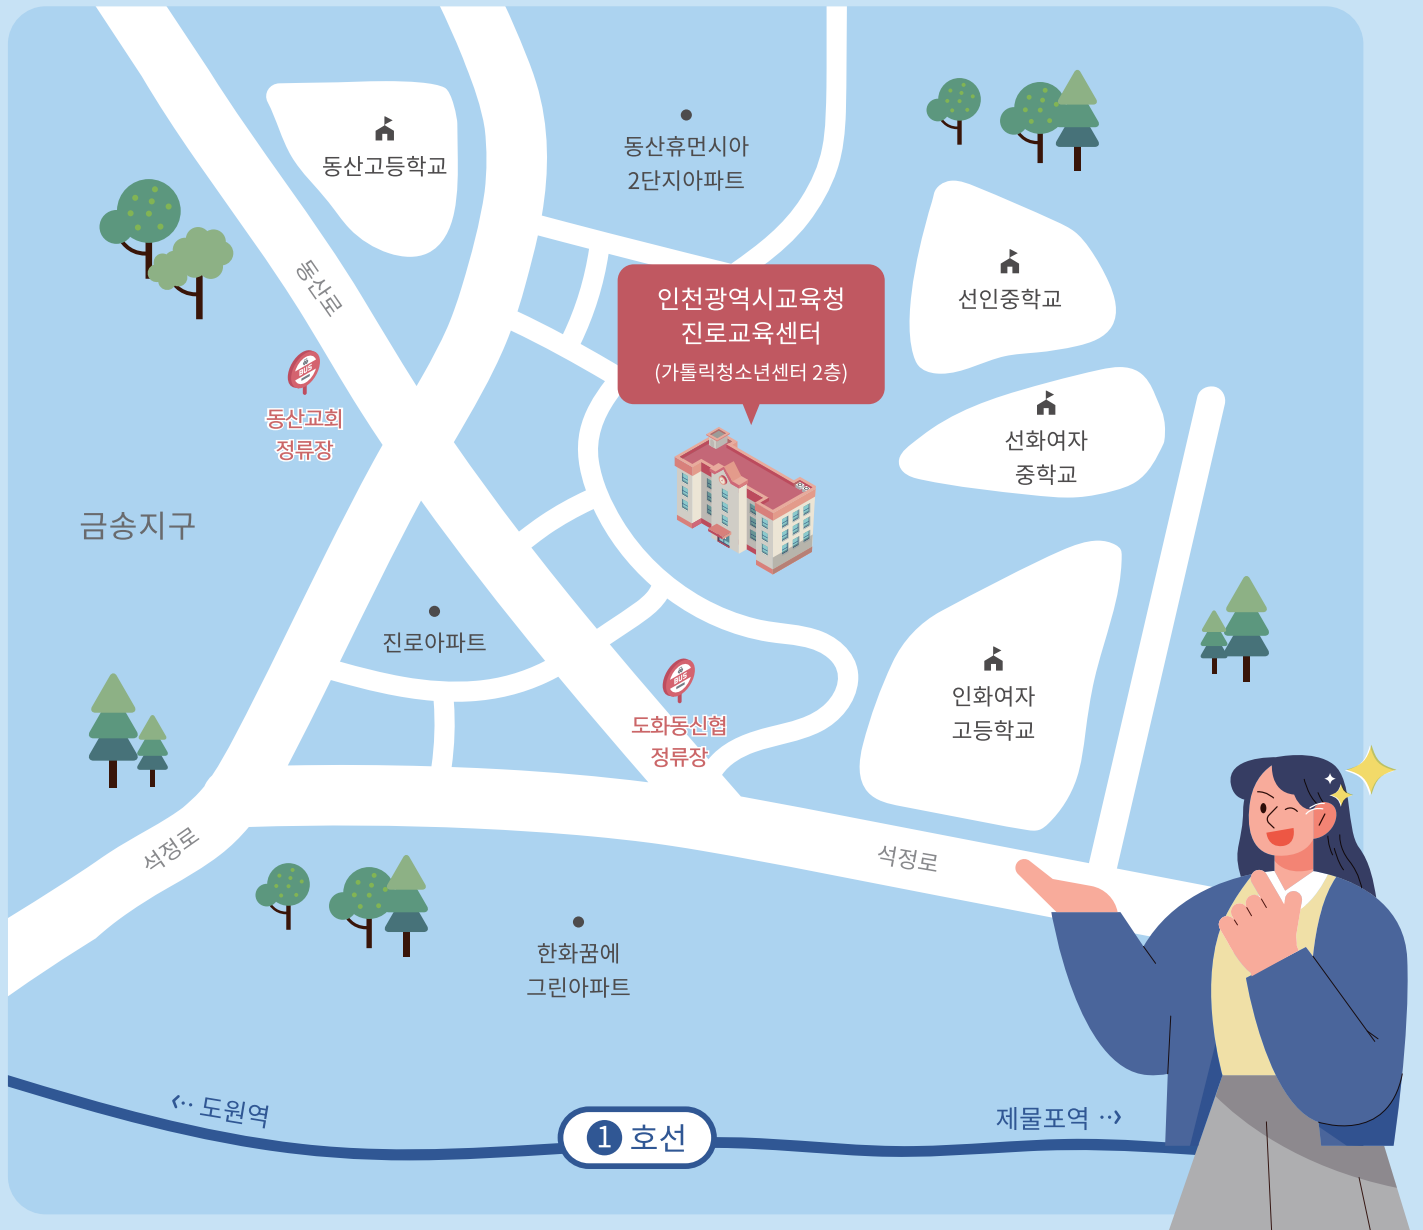 동산고등학교
동산휴먼시아
2단지아파트
동산로
인천광역시교육청
진로교육센터
(가톨릭청소년센터 2층)
선인중학교
BUS
동산교회
정류장
선화여자
중학교
금송지구
진로아파트
BUS
도화동신협
정류장
인화여자
고등학교
석정로
석정로
한화꿈에
그린아파트
도원역
1 호선
제물포역